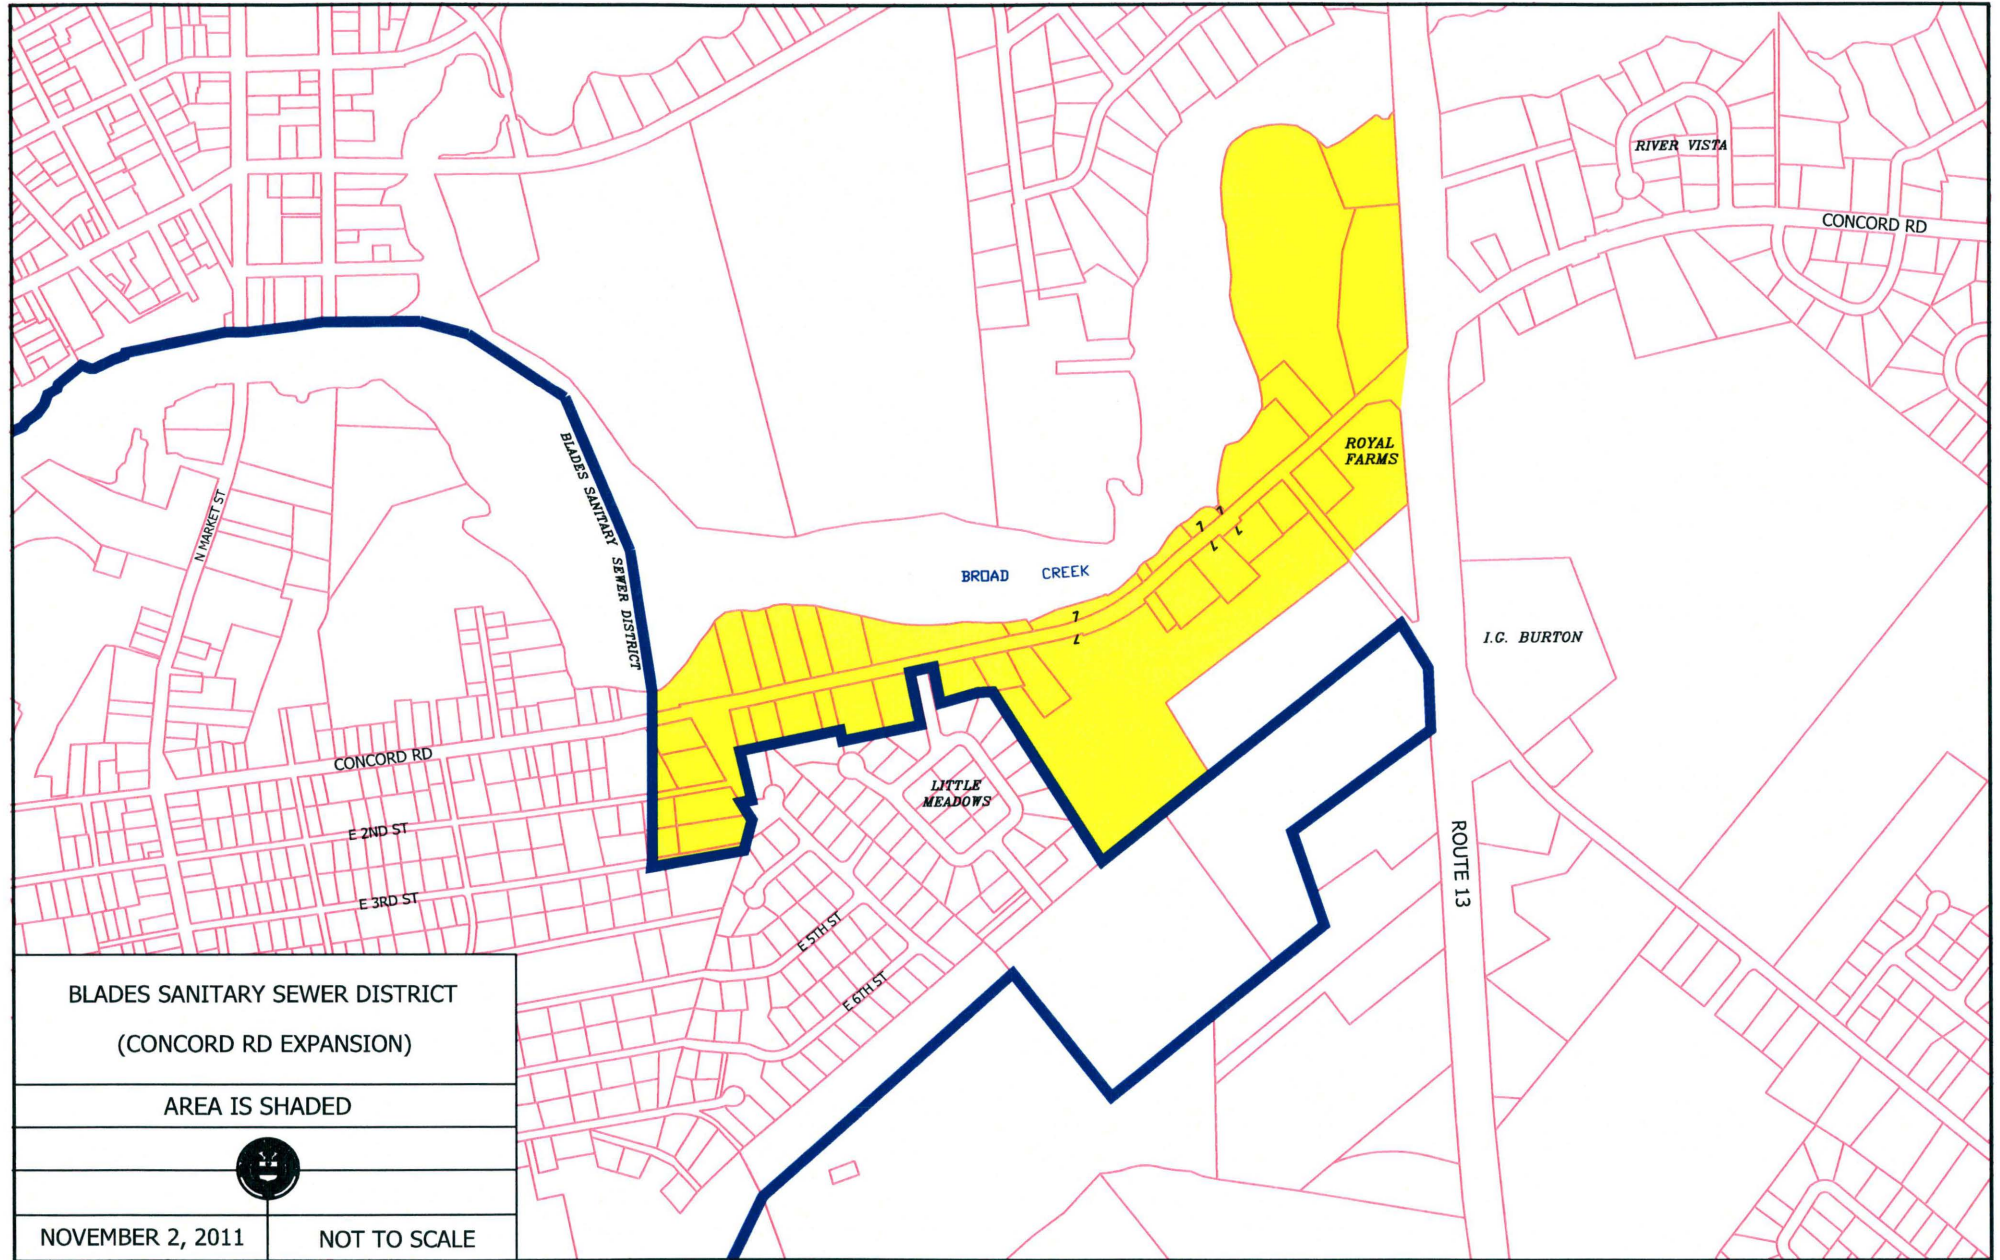 RIVER VISTA
CONCORD RD
ROYAL
FARMS
BLADES SANITARY SEWER DISTRICT
N MARKET ST
BROAD CREEK
I.G. BURTON
CONCORD RD
LITTLE
MEADOWS
E 2ND ST
ROUTE 13
E 3RD ST
E 5TH ST
E 6TH ST
BLADES SANITARY SEWER DISTRICT
(CONCORD RD EXPANSION)
AREA IS SHADED
NOVEMBER 2, 2011
NOT TO SCALE